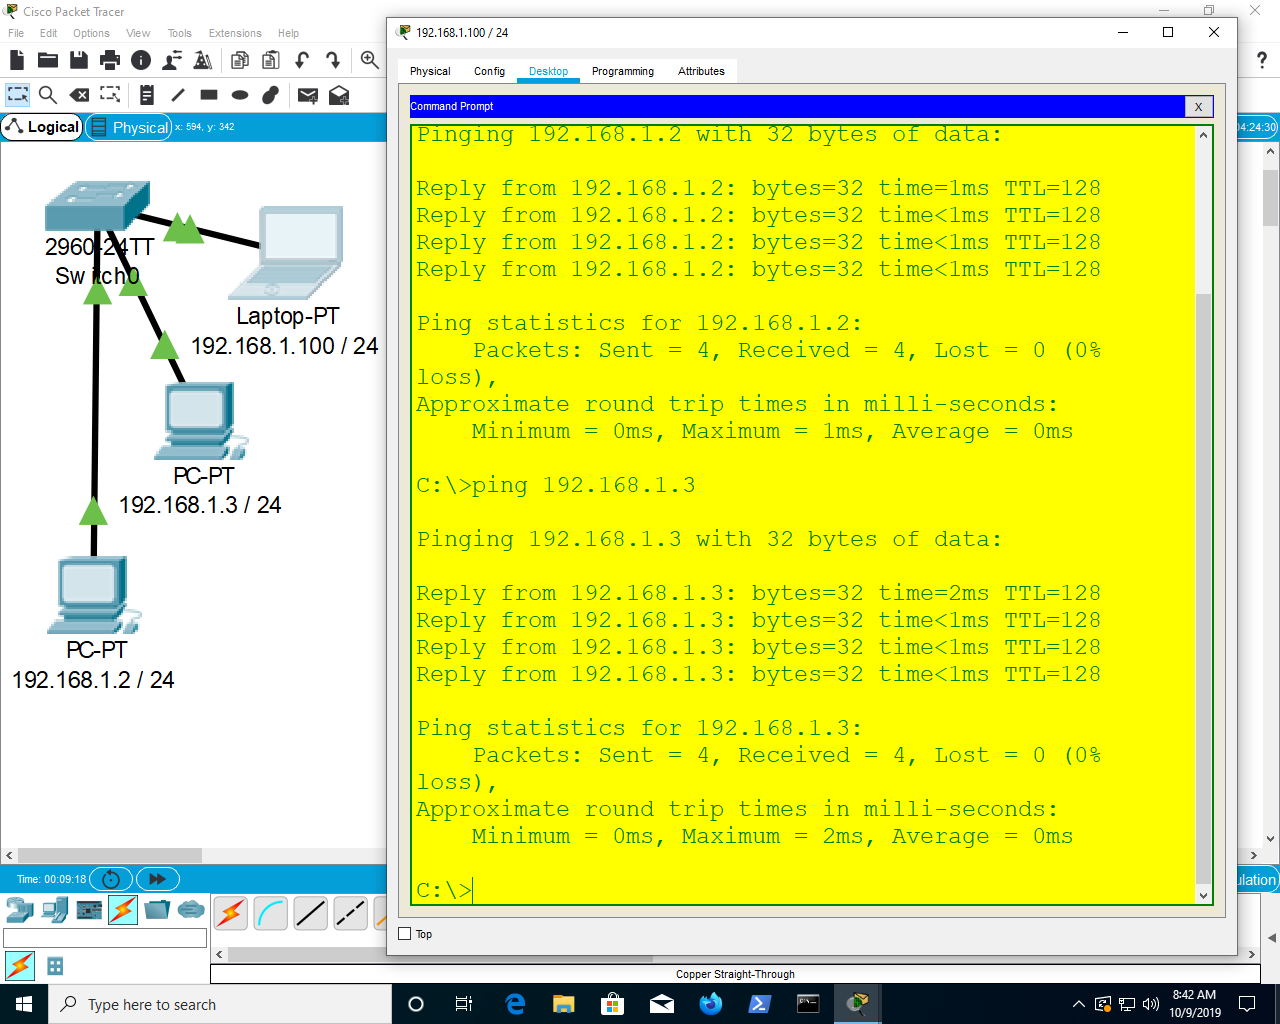 Cisco Packet Tracer
File Edit Options View Tools Extensions Help
Logical
Physical
x: 594, y: 342
04:24:30
2960-24TT
Switch0
Laptop-PT
192.168.1.100 / 24
PC-PT
192.168.1.3 / 24
PC-PT
192.168.1.2 / 24
192.168.1.100 / 24
Physical Config Desktop Programming Attributes
Command Prompt
X
Pinging 192.168.1.2 with 32 bytes of data:
Reply from 192.168.1.2: bytes=32 time=1ms TTL=128
Reply from 192.168.1.2: bytes=32 time<1ms TTL=128
Reply from 192.168.1.2: bytes=32 time<1ms TTL=128
Reply from 192.168.1.2: bytes=32 time<1ms TTL=128
Ping statistics for 192.168.1.2:
Packets: Sent = 4, Received = 4, Lost = 0 (0%
loss),
Approximate round trip times in milli-seconds:
Minimum = 0ms, Maximum = 1ms, Average = 0ms
C:\>ping 192.168.1.3
Pinging 192.168.1.3 with 32 bytes of data:
Reply from 192.168.1.3: bytes=32 time=2ms TTL=128
Reply from 192.168.1.3: bytes=32 time<1ms TTL=128
Reply from 192.168.1.3: bytes=32 time<1ms TTL=128
Reply from 192.168.1.3: bytes=32 time<1ms TTL=128
Ping statistics for 192.168.1.3:
Packets: Sent = 4, Received = 4, Lost = 0 (0%
loss),
Approximate round trip times in milli-seconds:
Minimum = 0ms, Maximum = 2ms, Average = 0ms
C:\>
Top
Time: 00:09:18
ulation
Copper Straight-Through
Type here to search
8:42 AM
10/9/2019